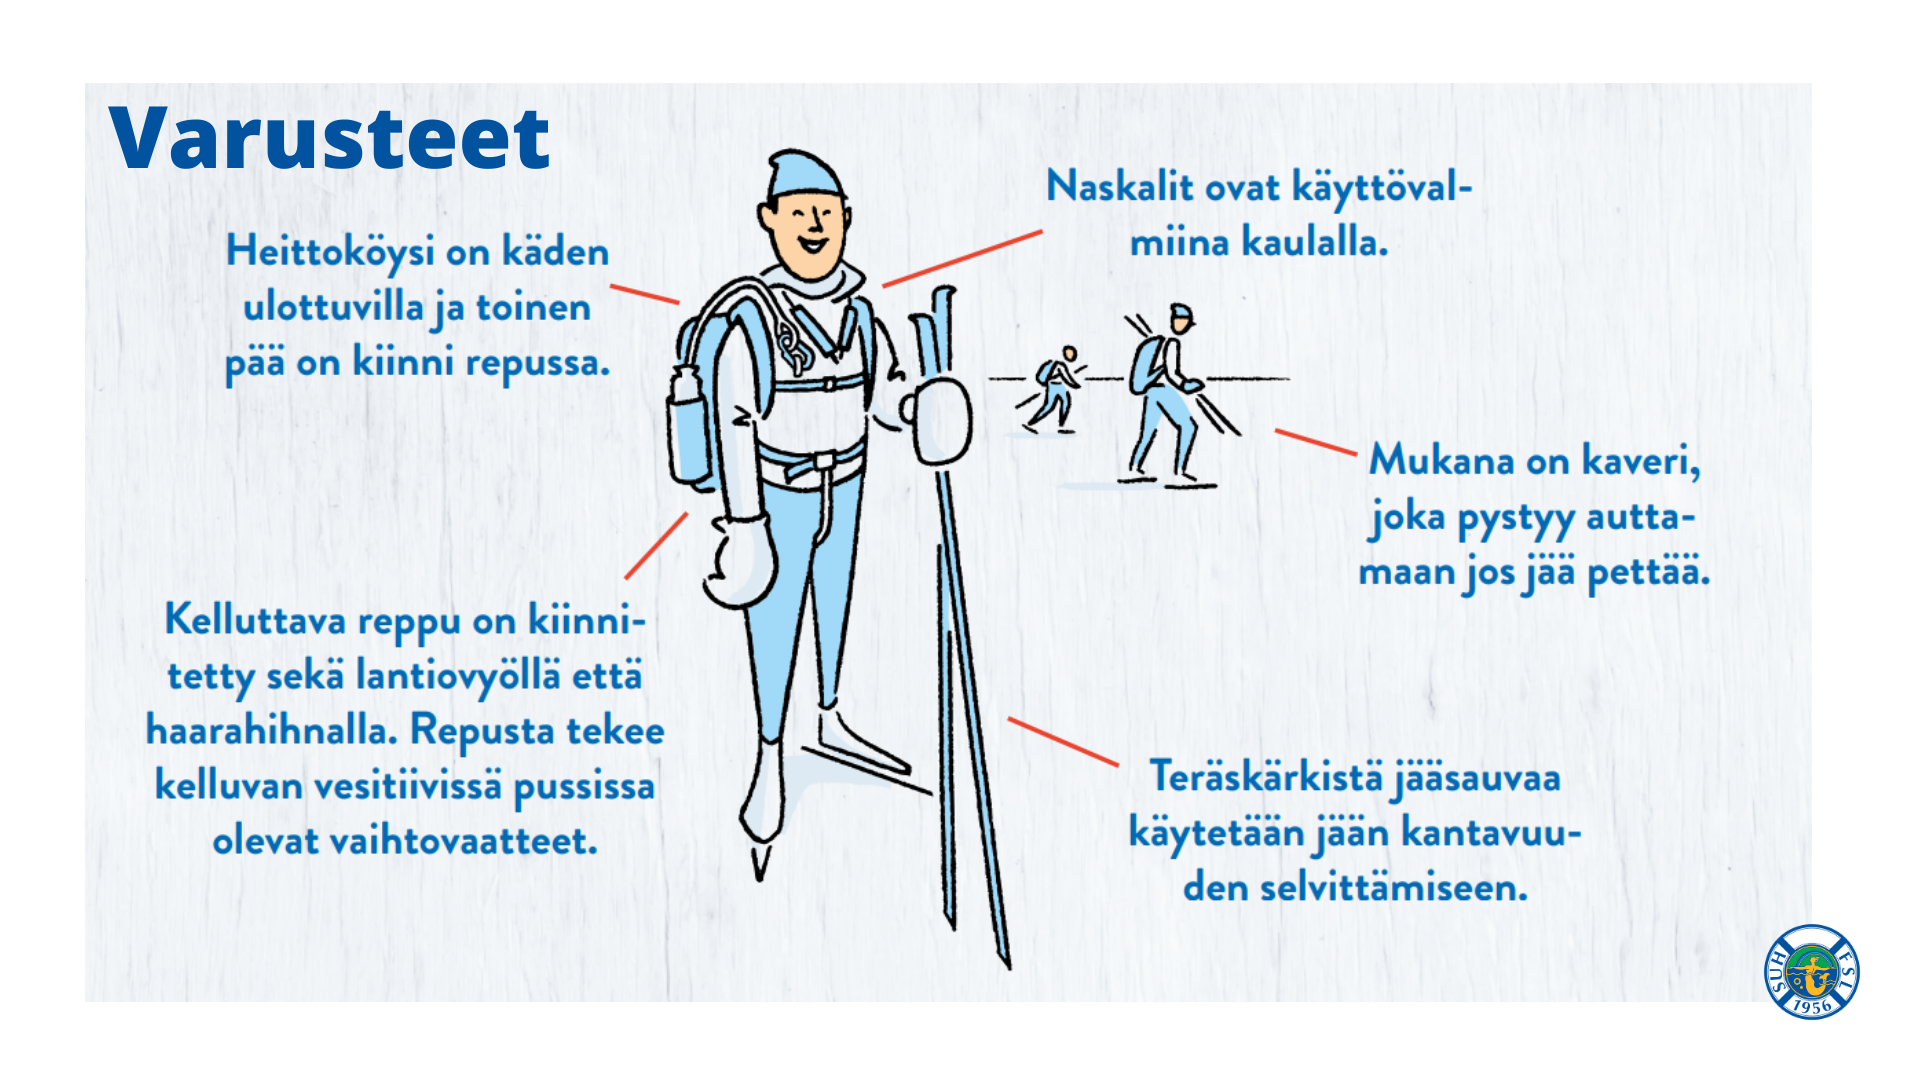 Varusteet
Heittoköysi on käden
ulottuvilla ja toinen
pää on kiinni repussa.
Naskalit ovat käyttöval-
miina kaulalla.
Mukana on kaveri,
joka pystyy autta-
maan jos jää pettää.
Kelluttava reppu on kiinni-
tetty sekä lantiovyöllä että
haarahihnalla. Repusta tekee
kelluvan vesitiivissä pussissa
olevat vaihtovaatteet.
Teräskärkistä jääsauvaa
käytetään jään kantavuu-
den selvittämiseen.
SUH FSL
1956